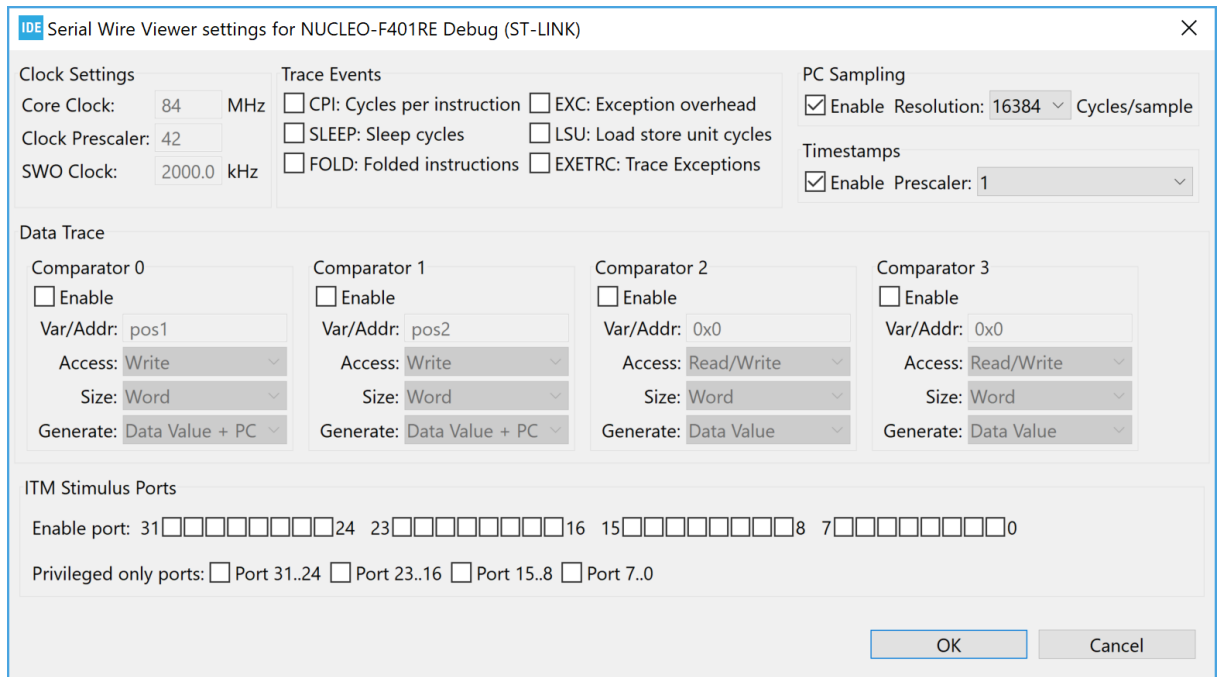 IDE Serial Wire Viewer settings for NUCLEO-F401RE Debug (ST-LINK)
Clock Settings
Core Clock: 84 MHz
Clock Prescaler: 42
SWO Clock: 2000.0 kHz
Trace Events
CPI: Cycles per instruction EXC: Exception overhead
SLEEP: Sleep cycles LSU: Load store unit cycles
FOLD: Folded instructions EXETRC: Trace Exceptions
PC Sampling
Enable Resolution: 16384 Cycles/sample
Timestamps
Enable Prescaler: 1
Data Trace
Comparator 0
Enable
Var/Addr: pos1
Access: Write
Size: Word
Generate: Data Value + PC
Comparator 1
Enable
Var/Addr: pos2
Access: Write
Size: Word
Generate: Data Value + PC
Comparator 2
Enable
Var/Addr: 0x0
Access: Read/Write
Size: Word
Generate: Data Value
Comparator 3
Enable
Var/Addr: 0x0
Access: Read/Write
Size: Word
Generate: Data Value
ITM Stimulus Ports
Enable port: 31 24 23 16 15 8 7 0
Privileged only ports: Port 31..24 Port 23..16 Port 15..8 Port 7..0
OK Cancel